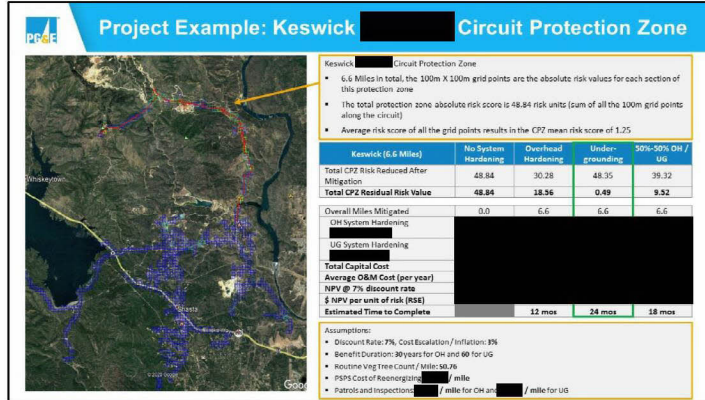 PG&E
Project Example: Keswick Circuit Protection Zone
Keswick Circuit Protection Zone
▪ 6.6 Miles in total, the 100m X 100m grid points are the absolute risk values for each section of
this protection zone
▪ The total protection zone absolute risk score is 48.84 risk units (sum of all the 100m grid points
along the circuit)
▪ Average risk score of all the grid points results in the CPZ mean risk score of 1.25
Keswick (6.6 Miles) No System Hardening Overhead Hardening Under-grounding 50%-50% OH / UG
Total CPZ Risk Reduced After Mitigation 48.84 30.28 48.35 39.32
Total CPZ Residual Risk Value 48.84 18.56 0.49 9.52
Overall Miles Mitigated 0.0 6.6 6.6 6.6
OH System Hardening
UG System Hardening
Total Capital Cost
Average O&M Cost (per year)
NPV @ 7% discount rate
$ NPV per unit of risk (RSE)
Estimated Time to Complete 12 mos 24 mos 18 mos
Assumptions:
▪ Discount Rate: 7%, Cost Escalation / Inflation: 3%
▪ Benefit Duration: 30 years for OH and 60 for UG
▪ Routine Veg Tree Count / Mile: 50.76
▪ PSPS Cost of Reenergizing / mile
▪ Patrols and Inspections: / mile for OH and / mile for UG
Whiskeytown
Shasta
Goog